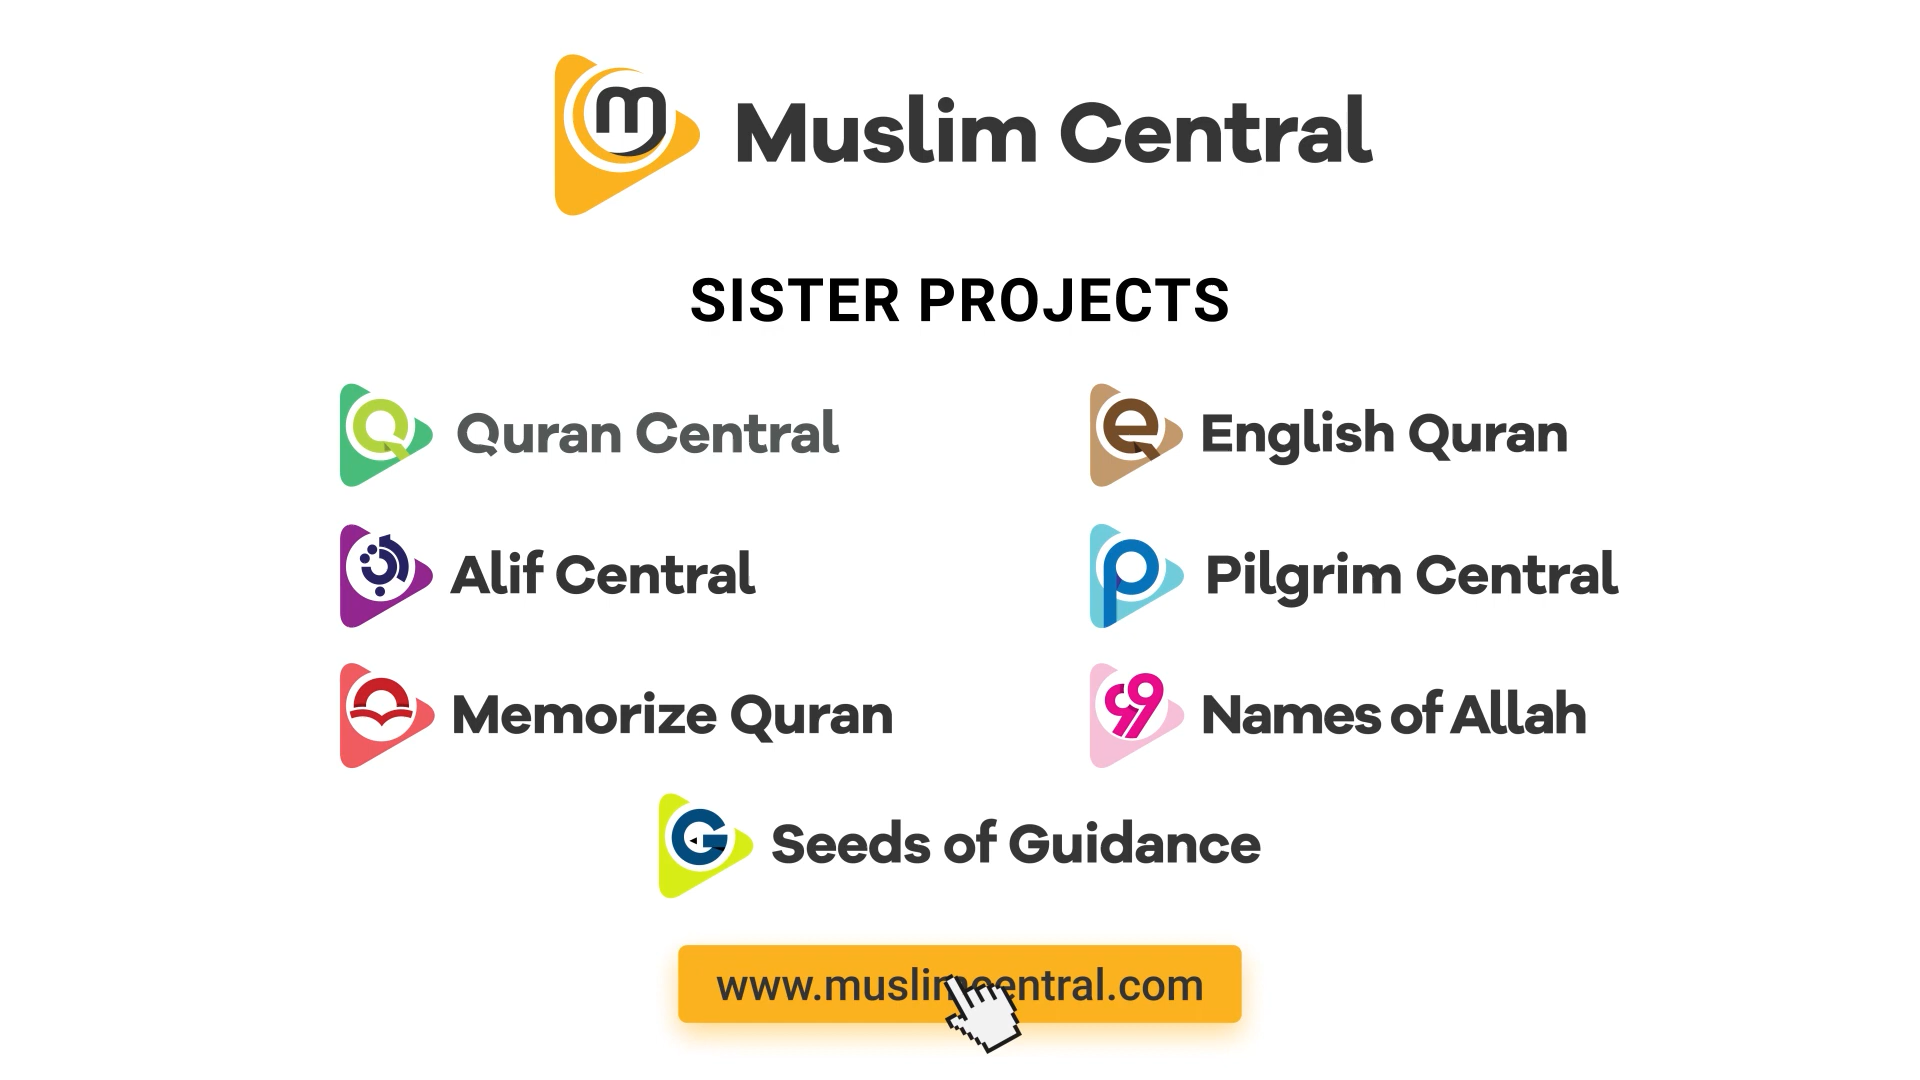 m Muslim Central
SISTER PROJECTS
Quran Central
English Quran
Alif Central
Pilgrim Central
Memorize Quran
99 Names of Allah
Seeds of Guidance
www.muslimcentral.com